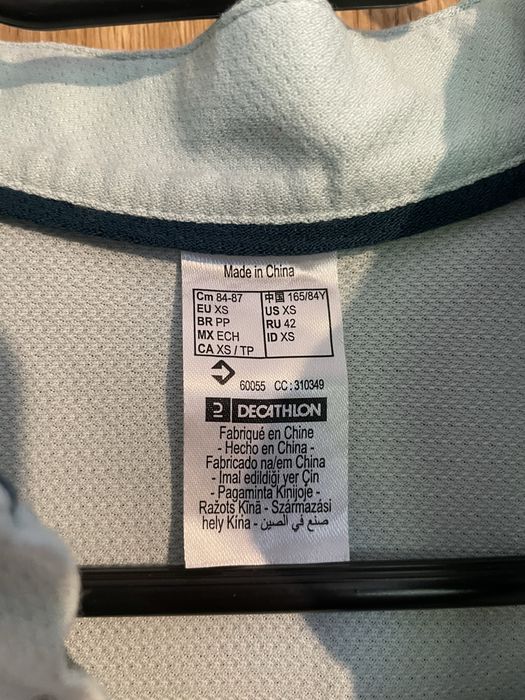 Made in China
Cm 84-87 中国 165/84Y
EU XS US XS
BR PP RU 42
MX ECH ID XS
CA XS / TP
60055 CC : 310349
DECATHLON
Fabriqué en Chine
- Hecho en China -
Fabricado na/em China
- Imal edildiği yer Çin
- Pagaminta Kinijoje -
Ražots Ķīnā - Származási
hely Kína - صنع في الصين